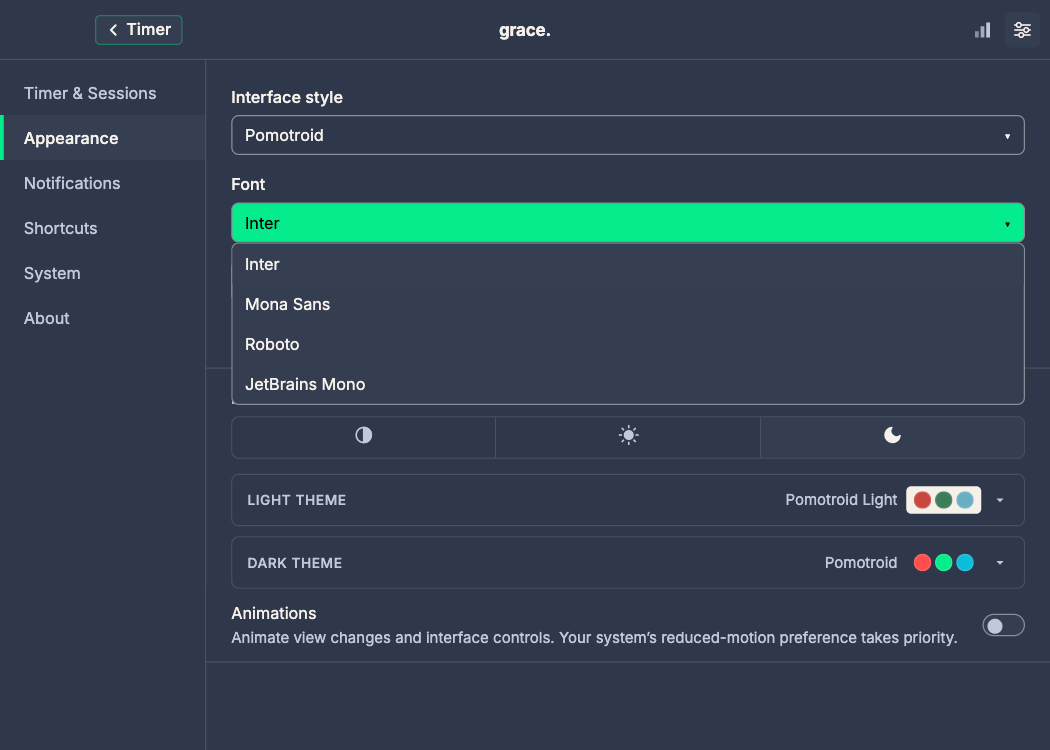 Timer
grace.
Timer & Sessions
Appearance
Notifications
Shortcuts
System
About
Interface style
Pomotroid
Font
Inter
Inter
Mona Sans
Roboto
JetBrains Mono
LIGHT THEME
Pomotroid Light
DARK THEME
Pomotroid
Animations
Animate view changes and interface controls. Your system’s reduced-motion preference takes priority.